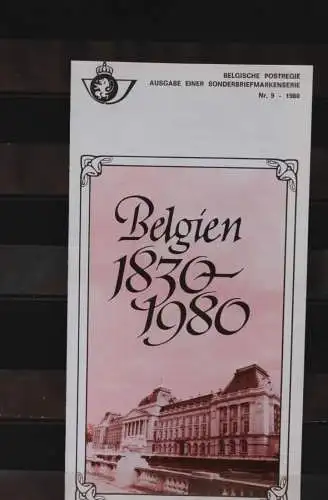 BELGISCHE POSTREGIE
AUSGABE EINER SONDERBRIEFMARKENSERIE
Nr. 9 - 1980
Belgien
1830-
1980